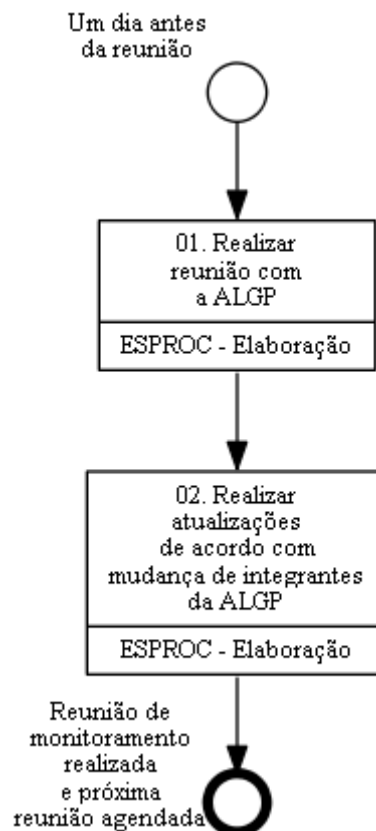 Um dia antes
da reunião
01. Realizar
reunião com
a ALGP
ESPROC - Elaboração
02. Realizar
atualizações
de acordo com
mudança de integrantes
da ALGP
ESPROC - Elaboração
Reunião de
monitoramento
realizada
e próxima
reunião agendada